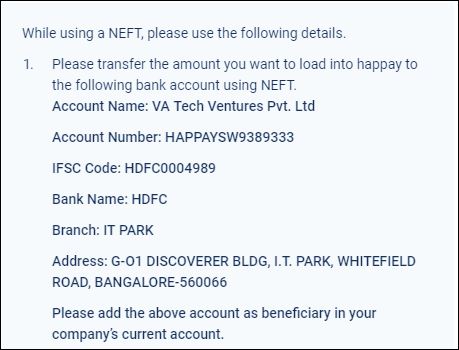 While using a NEFT, please use the following details.
1. Please transfer the amount you want to load into happay to
the following bank account using NEFT.
Account Name: VA Tech Ventures Pvt. Ltd
Account Number: HAPPAYSW9389333
IFSC Code: HDFC0004989
Bank Name: HDFC
Branch: IT PARK
Address: G-O1 DISCOVERER BLDG, I.T. PARK, WHITEFIELD
ROAD, BANGALORE-560066
Please add the above account as beneficiary in your
company's current account.